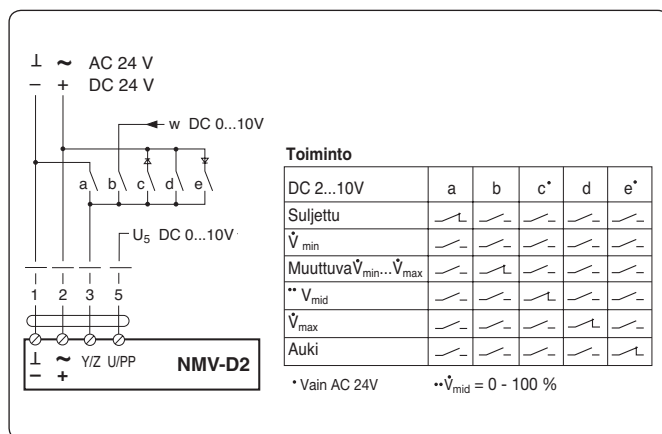 ⊥ ~ AC 24 V
– + DC 24 V
w DC 0...10V
a b c d e
U5 DC 0...10V
1 2 3 5
⊥ ~ Y/Z U/PP NMV-D2
– +
Toiminto
DC 2...10V a b c• d e•
Suljettu
V̇ min
Muuttuva V̇min...V̇max
•• Vmid
V̇max
Auki
• Vain AC 24V ••V̇mid = 0 - 100 %